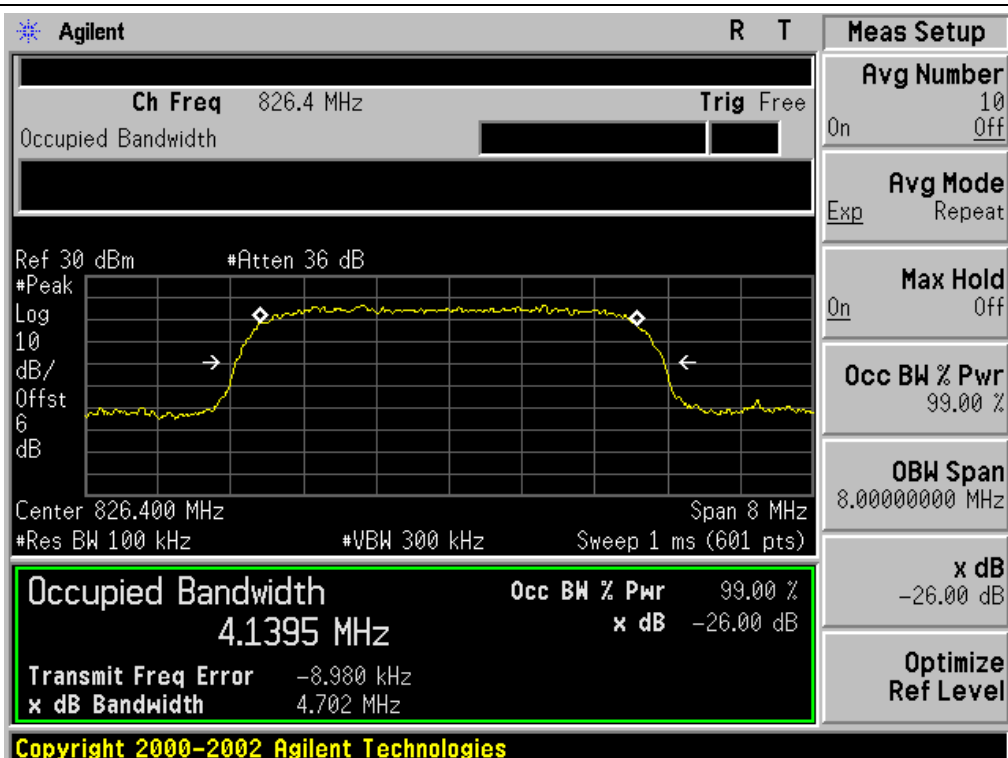 Agilent R T
Ch Freq 826.4 MHz Trig Free
Occupied Bandwidth
Ref 30 dBm #Atten 36 dB
#Peak
Log
10
dB/
Offst
6
dB
Center 826.400 MHz Span 8 MHz
#Res BW 100 kHz #VBW 300 kHz Sweep 1 ms (601 pts)
Occupied Bandwidth
4.1395 MHz
Occ BW % Pwr 99.00 %
x dB -26.00 dB
Transmit Freq Error -8.980 kHz
x dB Bandwidth 4.702 MHz
Copyright 2000-2002 Agilent Technologies
Meas Setup
Avg Number
10
On Off
Avg Mode
Exp Repeat
Max Hold
On Off
Occ BW % Pwr
99.00 %
OBW Span
8.00000000 MHz
x dB
-26.00 dB
Optimize
Ref Level